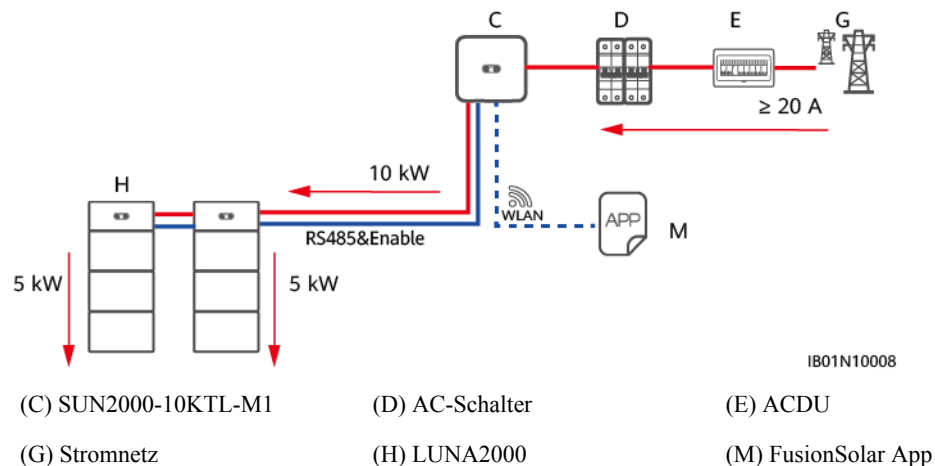 C D E G
≥ 20 A
10 kW
H
WLAN
APP
M
RS485&Enable
5 kW 5 kW
IB01N10008
(C) SUN2000-10KTL-M1 (D) AC-Schalter (E) ACDU
(G) Stromnetz (H) LUNA2000 (M) FusionSolar App